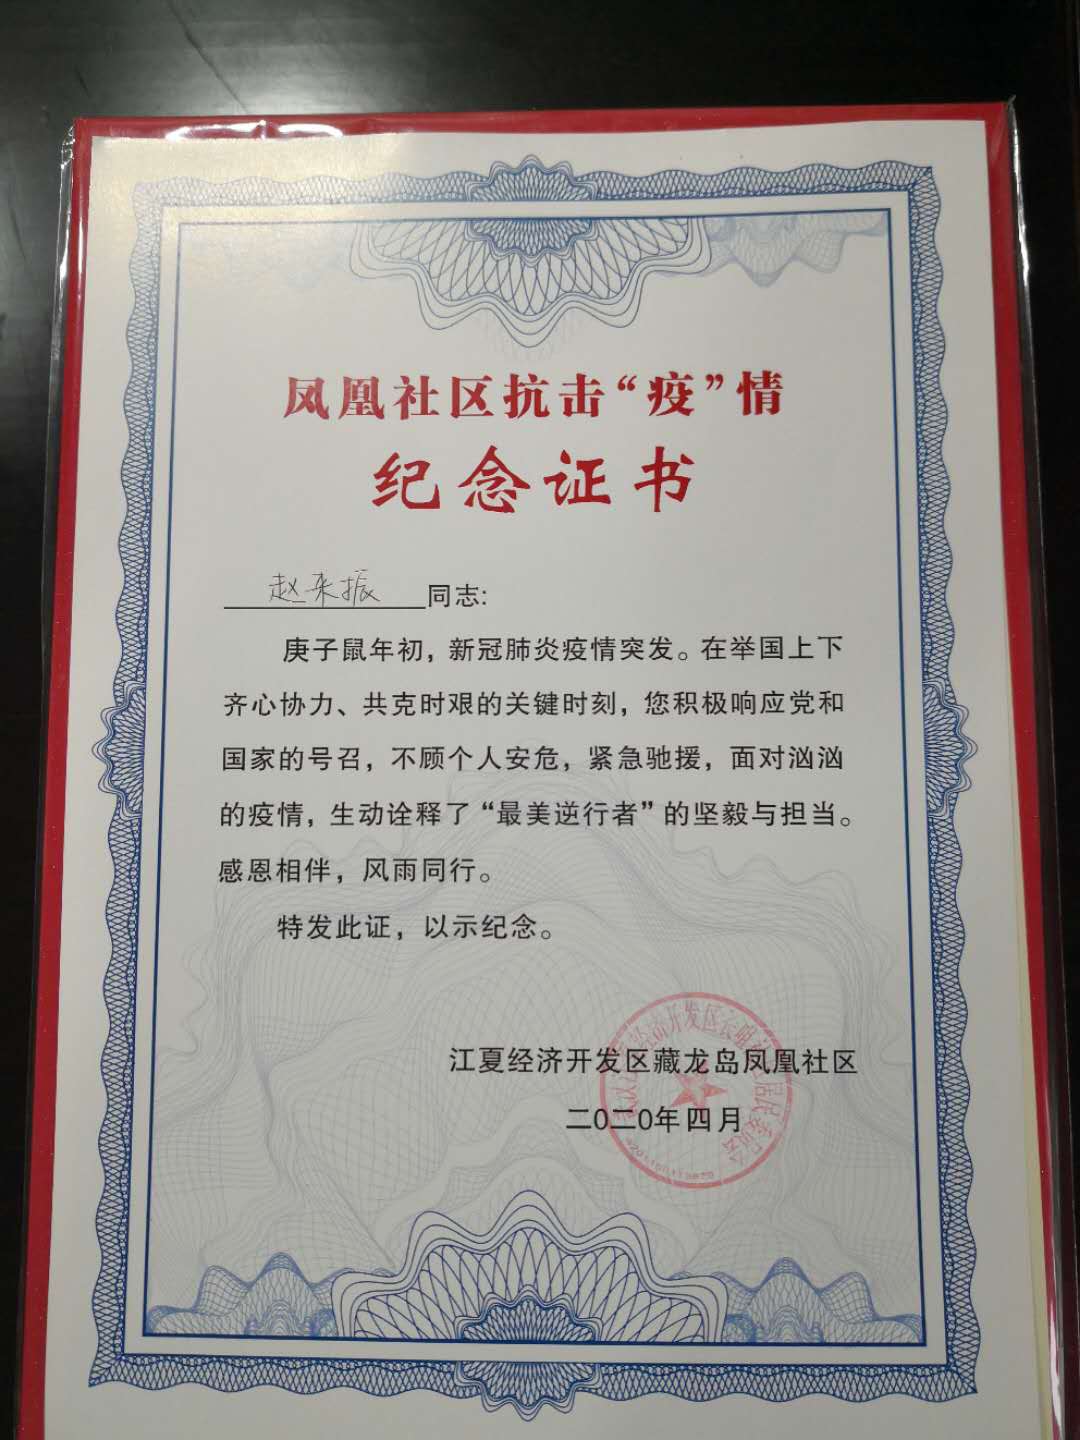 凤凰社区抗击“疫”情
纪念证书
赵来振同志:
庚子鼠年初，新冠肺炎疫情突发。在举国上下
齐心协力、共克时艰的关键时刻，您积极响应党和
国家的号召，不顾个人安危，紧急驰援，面对汹汹
的疫情，生动诠释了“最美逆行者”的坚毅与担当。
感恩相伴，风雨同行。
特发此证，以示纪念。
江夏经济开发区藏龙岛凤凰社区
二〇二〇年四月